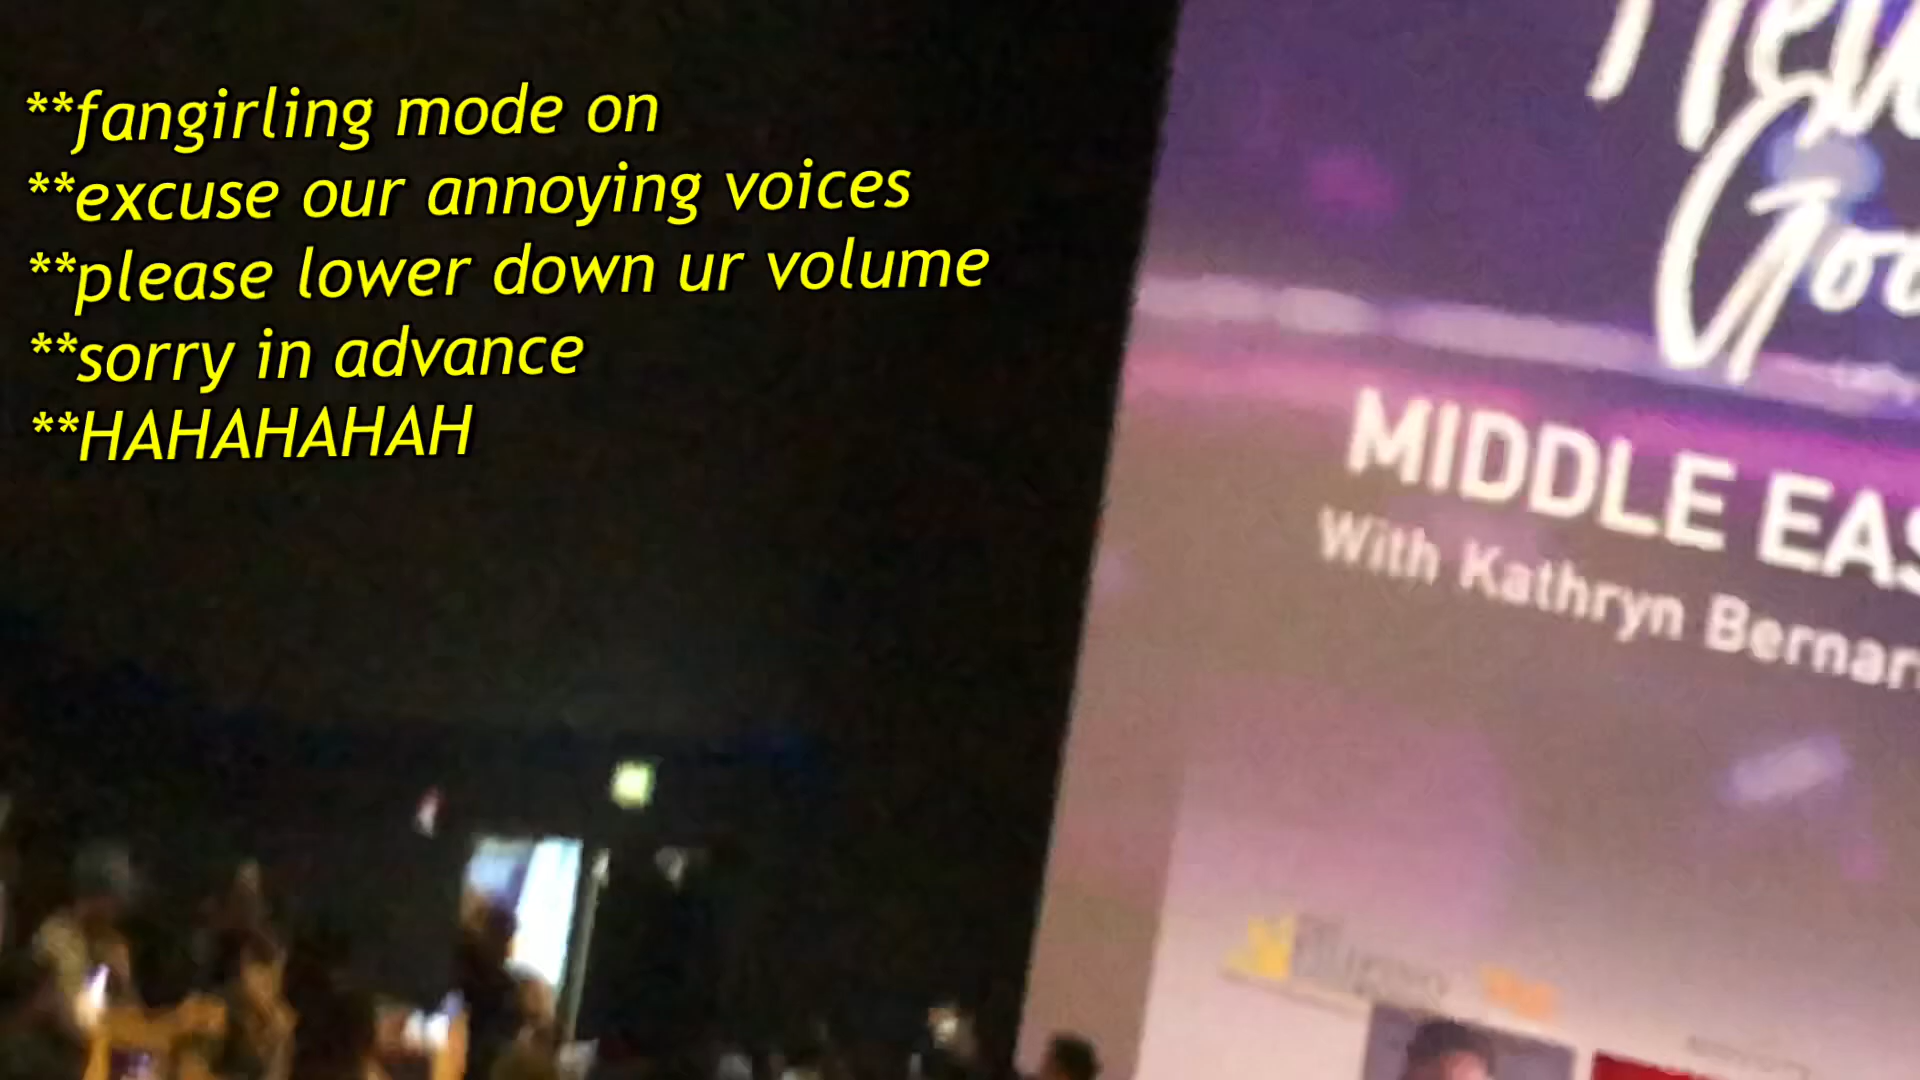 **fangirling mode on
**excuse our annoying voices
**please lower down ur volume
**sorry in advance
**HAHAHAHAH
MIDDLE EAS
With Kathryn Bernar